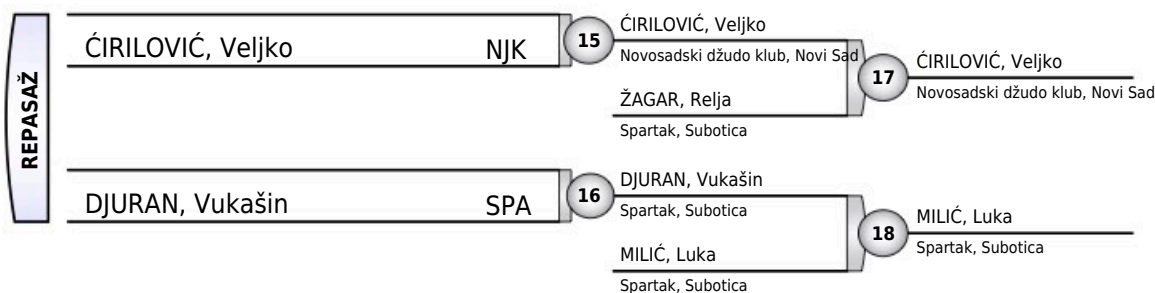 REPASAŽ
ĆIRILOVIĆ, Veljko NJK
15
ĆIRILOVIĆ, Veljko
Novosadski džudo klub, Novi Sad
ŽAGAR, Relja
Spartak, Subotica
17
ĆIRILOVIĆ, Veljko
Novosadski džudo klub, Novi Sad
DJURAN, Vukašin SPA
16
DJURAN, Vukašin
Spartak, Subotica
MILIĆ, Luka
Spartak, Subotica
18
MILIĆ, Luka
Spartak, Subotica